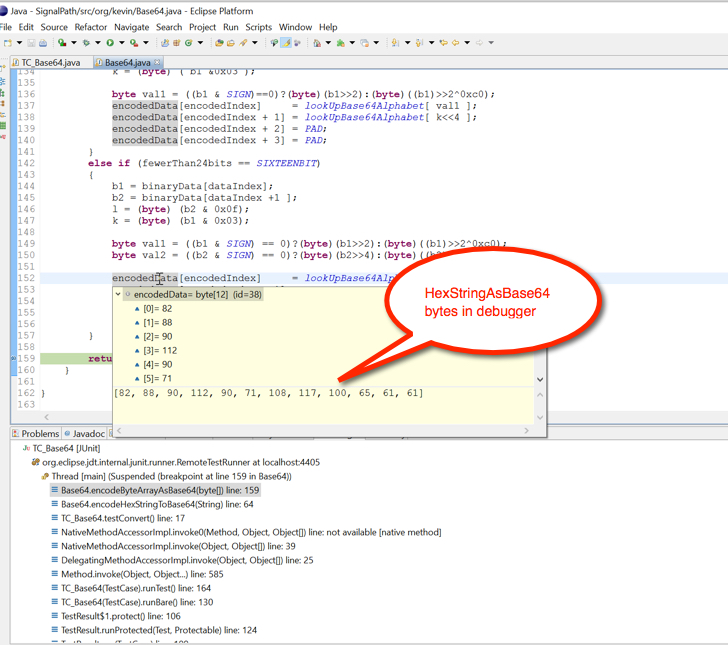 Java - SignalPath/src/org/kevin/Base64.java - Eclipse Platform
File Edit Source Refactor Navigate Search Project Run Scripts Window Help
TC_Base64.java Base64.java
134 k = (byte) ( b1 &0x03 );
135
136 byte val1 = ((b1 & SIGN)==0)?(byte)(b1>>2):(byte)((b1)>>2^0xc0);
137 encodedData[encodedIndex] = lookUpBase64Alphabet[ val1 ];
138 encodedData[encodedIndex + 1] = lookUpBase64Alphabet[ k<<4 ];
139 encodedData[encodedIndex + 2] = PAD;
140 encodedData[encodedIndex + 3] = PAD;
141 }
142 else if (fewerThan24bits == SIXTEENBIT)
143 {
144 b1 = binaryData[dataIndex];
145 b2 = binaryData[dataIndex +1 ];
146 l = (byte) (b2 & 0x0f);
147 k = (byte) (b1 & 0x03);
148
149 byte val1 = ((b1 & SIGN) == 0)?(byte)(b1>>2):(byte)((b1)>>2^0xc0);
150 byte val2 = ((b2 & SIGN) == 0)?(byte)(b2>>4):(byte)((b2
151
152 encodedData[encodedIndex] = lookUpBase64Alp
153
HexStringAsBase64
bytes in debugger
encodedData= byte[12] (id=38)
154
[0]= 82
155
[1]= 88
156
[2]= 90
157
[3]= 112
158 }
[4]= 90
159 retu
[5]= 71
160 }
161
162 }
[82, 88, 90, 112, 90, 71, 108, 117, 100, 65, 61, 61]
163
Problems Javadoc
TC_Base64 [JUnit]
org.eclipse.jdt.internal.junit.runner.RemoteTestRunner at localhost:4405
Thread [main] (Suspended (breakpoint at line 159 in Base64))
Base64.encodeByteArrayAsBase64(byte[]) line: 159
Base64.encodeHexStringToBase64(String) line: 64
TC_Base64.testConvert() line: 17
NativeMethodAccessorImpl.invoke0(Method, Object, Object[]) line: not available [native method]
NativeMethodAccessorImpl.invoke(Object, Object[]) line: 39
DelegatingMethodAccessorImpl.invoke(Object, Object[]) line: 25
Method.invoke(Object, Object...) line: 585
TC_Base64(TestCase).runTest() line: 164
TC_Base64(TestCase).runBare() line: 130
TestResult$1.protect() line: 106
TestResult.runProtected(Test, Protectable) line: 124